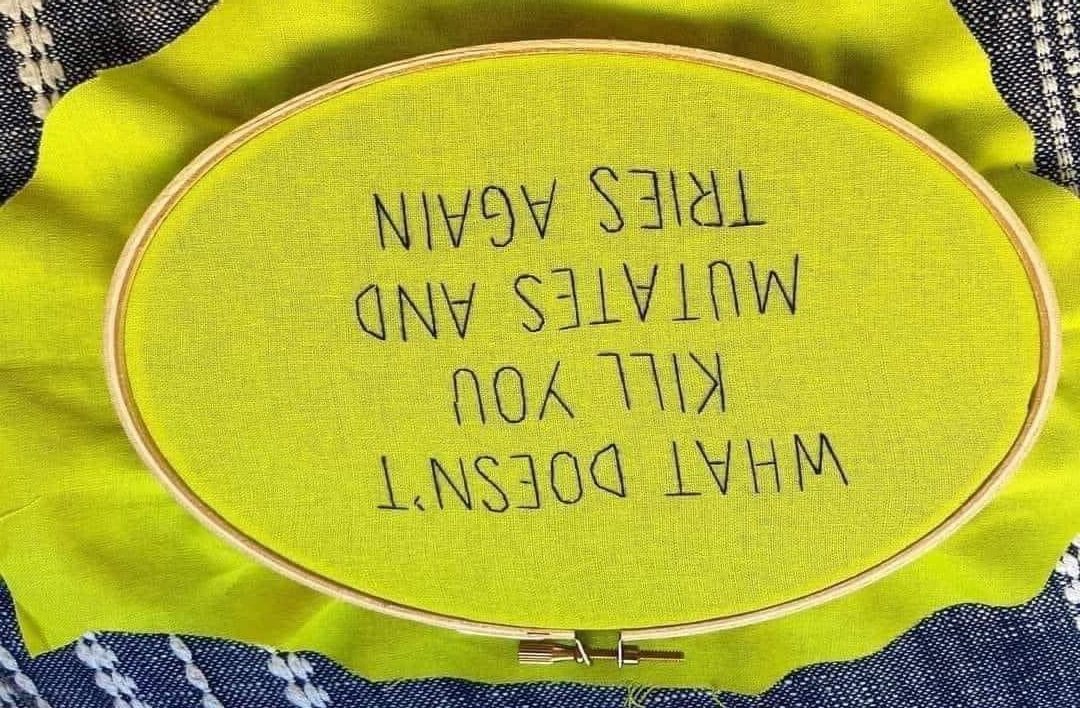 WHAT DOESN'T
KILL YOU
MUTATES AND
TRIES AGAIN